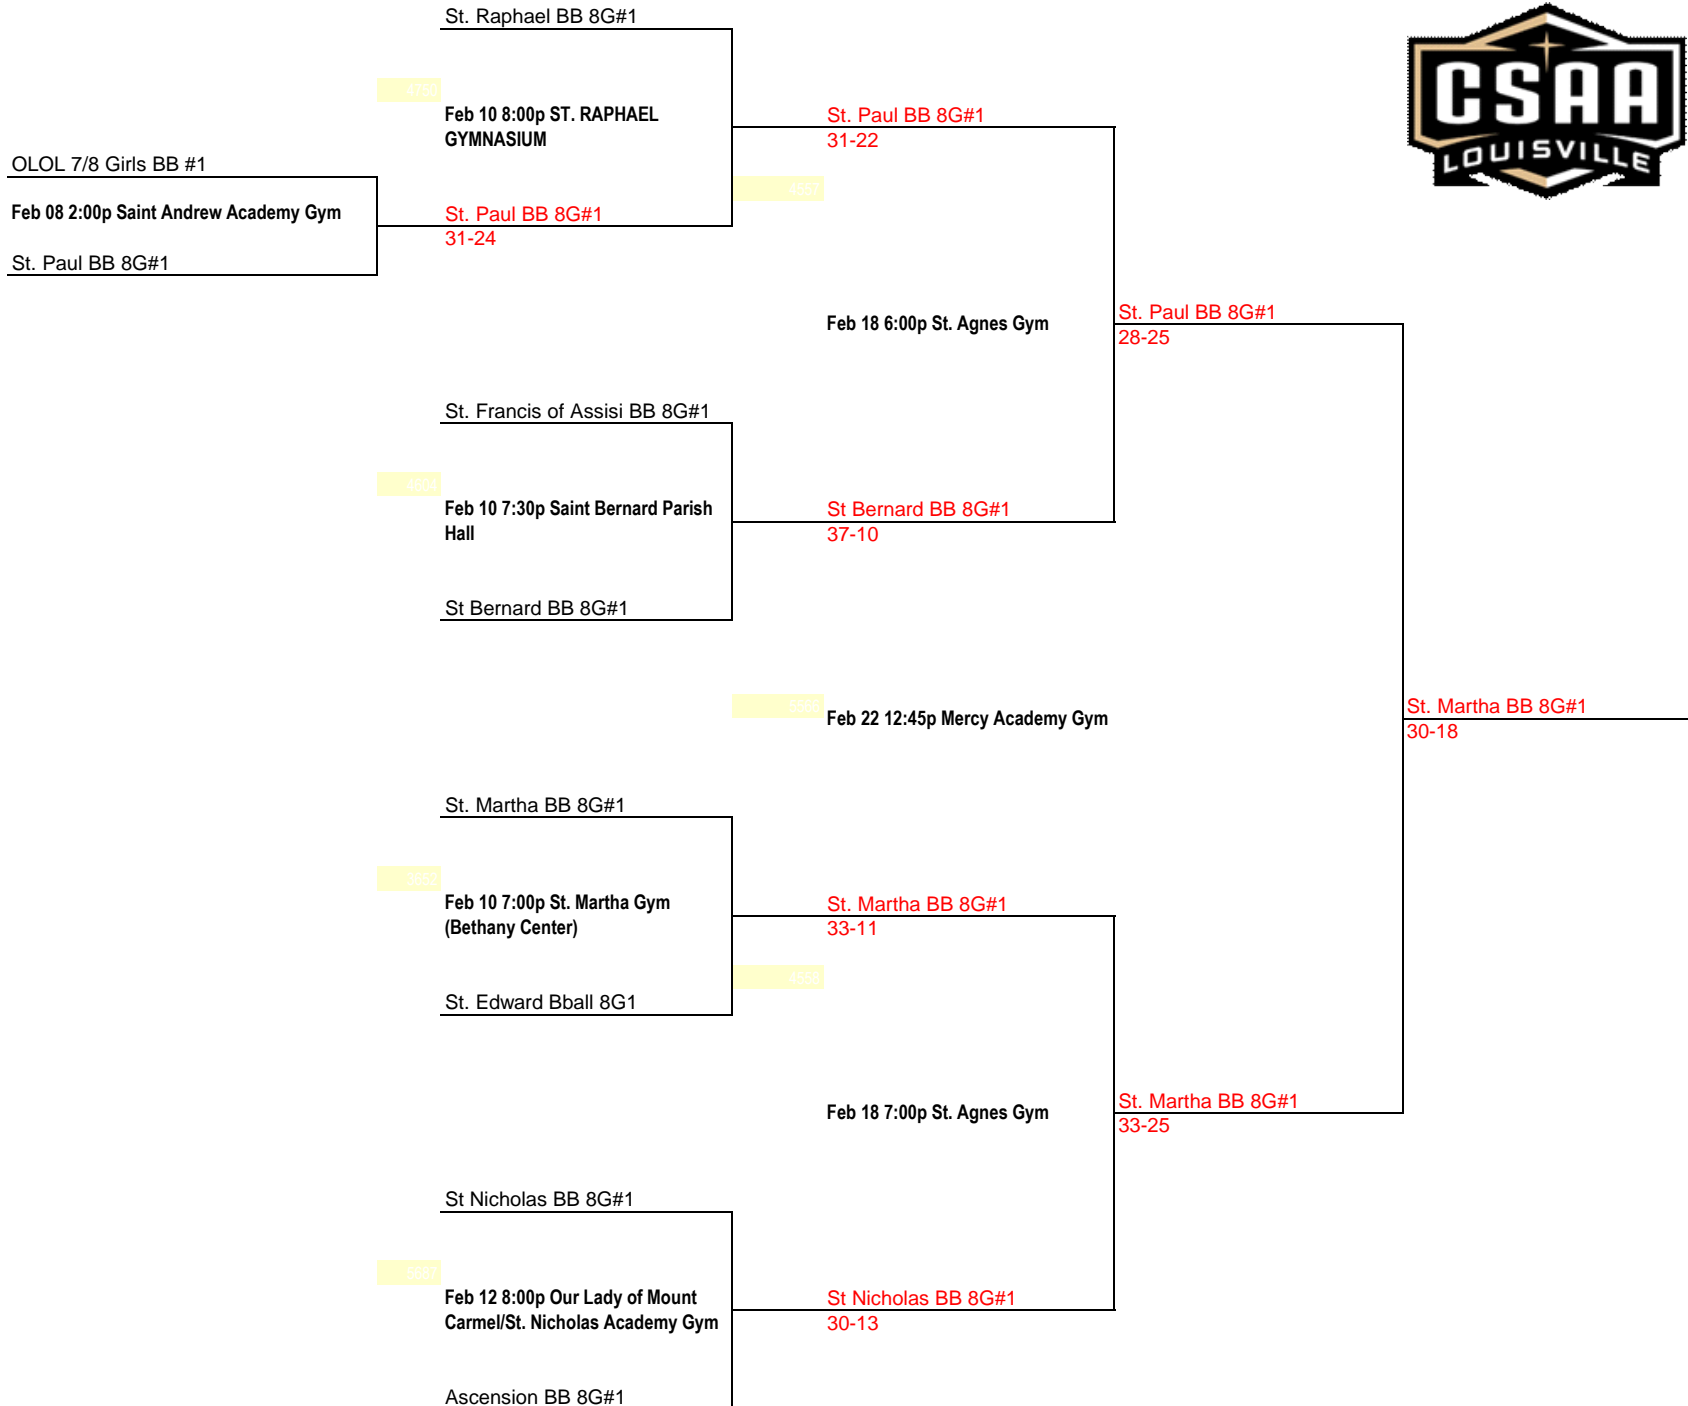 St. Raphael BB 8G#1
CSAA
LOUISVILLE
Feb 10 8:00p ST. RAPHAEL
GYMNASIUM
St. Paul BB 8G#1
31-22
OLOL 7/8 Girls BB #1
Feb 08 2:00p Saint Andrew Academy Gym
St. Paul BB 8G#1
31-24
St. Paul BB 8G#1
Feb 18 6:00p St. Agnes Gym
St. Paul BB 8G#1
28-25
St. Francis of Assisi BB 8G#1
Feb 10 7:30p Saint Bernard Parish
Hall
St Bernard BB 8G#1
37-10
St Bernard BB 8G#1
Feb 22 12:45p Mercy Academy Gym
St. Martha BB 8G#1
30-18
St. Martha BB 8G#1
Feb 10 7:00p St. Martha Gym
(Bethany Center)
St. Martha BB 8G#1
33-11
St. Edward Bball 8G1
Feb 18 7:00p St. Agnes Gym
St. Martha BB 8G#1
33-25
St Nicholas BB 8G#1
Feb 12 8:00p Our Lady of Mount
Carmel/St. Nicholas Academy Gym
St Nicholas BB 8G#1
30-13
Ascension BB 8G#1